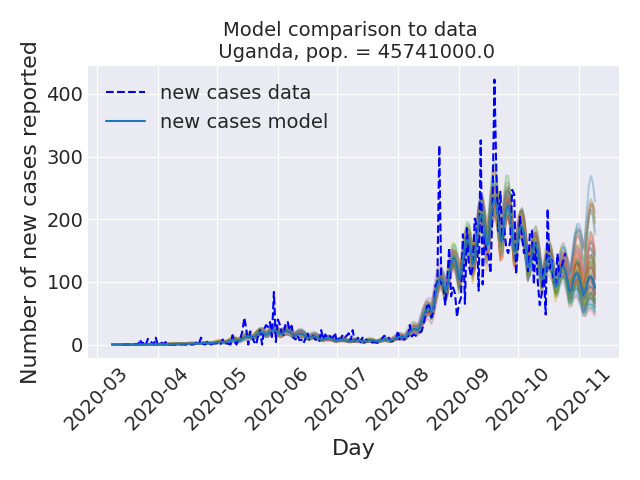 Model comparison to data
Uganda, pop. = 45741000.0
Number of new cases reported
400
300
200
100
0
new cases data
new cases model
2020-03
2020-04
2020-05
2020-06
2020-07
2020-08
2020-09
2020-10
2020-11
Day